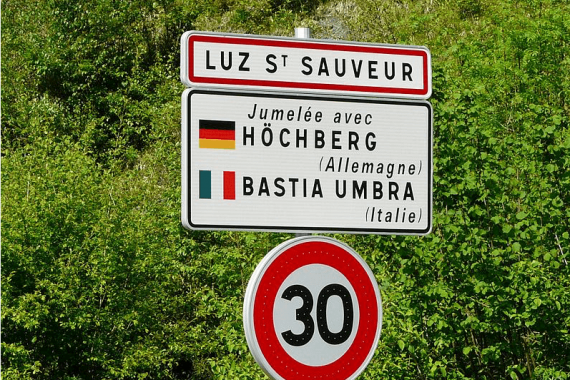 LUZ ST SAUVEUR
Jumelée avec
HÖCHBERG
(Allemagne)
BASTIA UMBRA
(Italie)
30